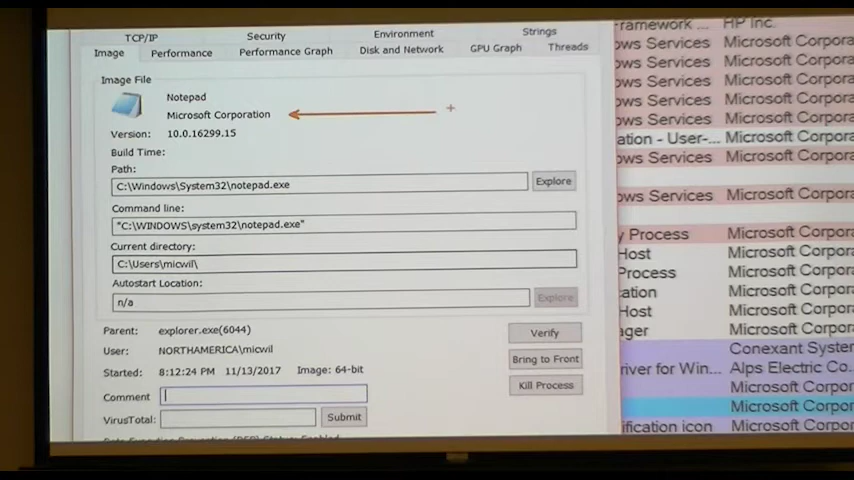 TCP/IP Security Environment Strings
Image Performance Performance Graph Disk and Network GPU Graph Threads
Image File
Notepad
Microsoft Corporation
Version: 10.0.16299.15
Build Time:
Path:
C:\Windows\System32\notepad.exe Explore
Command line:
"C:\WINDOWS\system32\notepad.exe"
Current directory:
C:\Users\micwil\
Autostart Location:
n/a Explore
Parent: explorer.exe(6044) Verify
User: NORTHAMERICA\micwil
Bring to Front
Started: 8:12:24 PM 11/13/2017 Image: 64-bit
Kill Process
Comment
VirusTotal: Submit
ramework ... HP Inc.
ows Services Microsoft Corpora
ows Services Microsoft Corpora
ows Services Microsoft Corpora
ows Services Microsoft Corpora
ows Services Microsoft Corpora
ation - User-... Microsoft Corpora
ows Services Microsoft Corpora
ows Services Microsoft Corpora
y Process Microsoft Corpora
Host Microsoft Corpora
Process Microsoft Corpora
cation Microsoft Corpora
Host Microsoft Corpora
ager Microsoft Corpora
Conexant System
river for Win... Alps Electric Co.
Microsoft Corpora
Microsoft Corpor
ification icon Microsoft Corpora